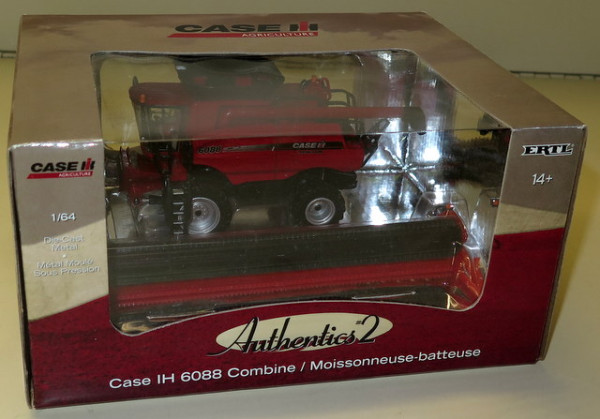 CASE IH
AGRICULTURE
CASE IH
AGRICULTURE
ERTL
14+
1/64
Die-Cast
Metal
Métal Moulé
Sous Pression
CASE IH
Authentics #2
Case IH 6088 Combine / Moissonneuse-batteuse